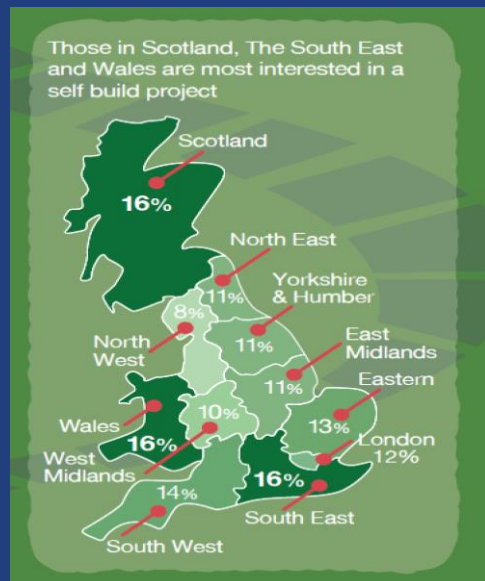 Those in Scotland, The South East
and Wales are most interested in a
self build project
Scotland
16%
North East
11%
Yorkshire
& Humber
8%
North
West
11%
East
Midlands
11%
Eastern
13%
Wales
16%
10%
West
Midlands
London
12%
16%
South East
14%
South West